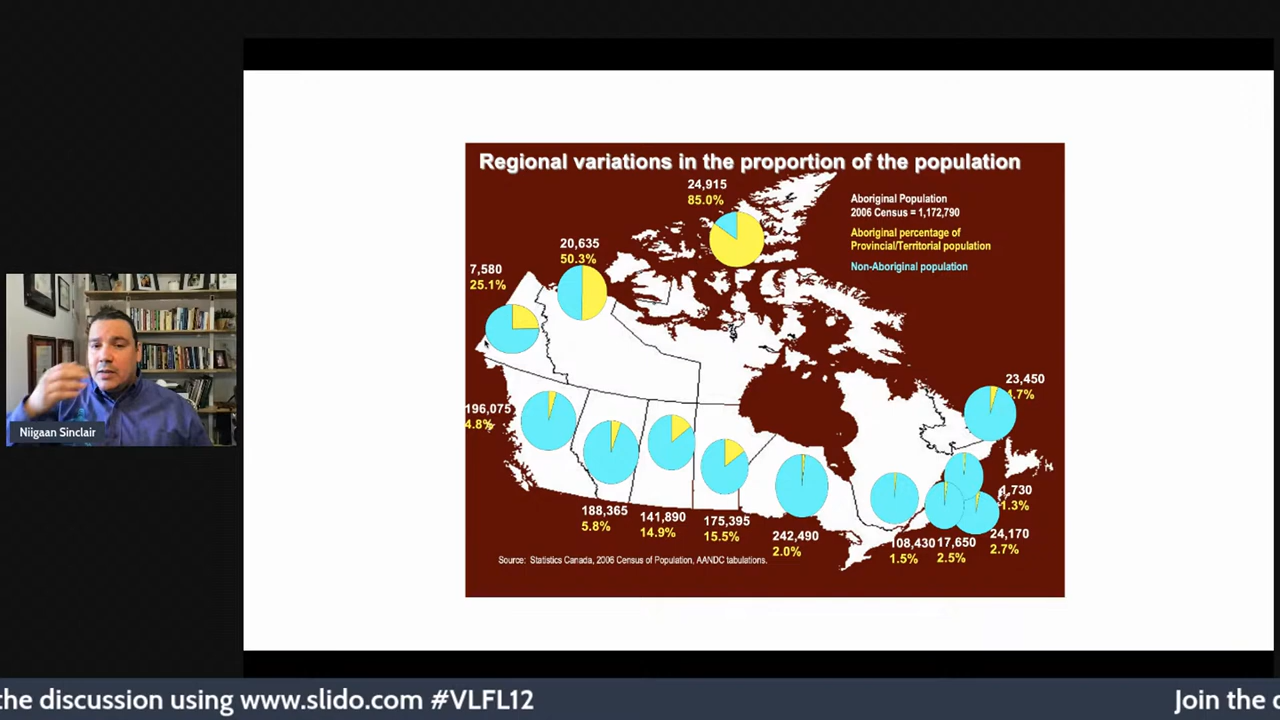 Regional variations in the proportion of the population
24,915
85.0%
Aboriginal Population
2006 Census = 1,172,790
Aboriginal percentage of
Provincial/Territorial population
Non-Aboriginal population
20,635
50.3%
7,580
25.1%
23,450
4.7%
196,075
4.8%
188,365
5.8%
141,890
14.9%
175,395
15.5%
242,490
2.0%
108,430
1.5%
17,650
2.5%
24,170
2.7%
1,730
1.3%
Source: Statistics Canada, 2006 Census of Population, AANDC tabulations.
Niigaan Sinclair
the discussion using www.slido.com #VLFL12
Join the